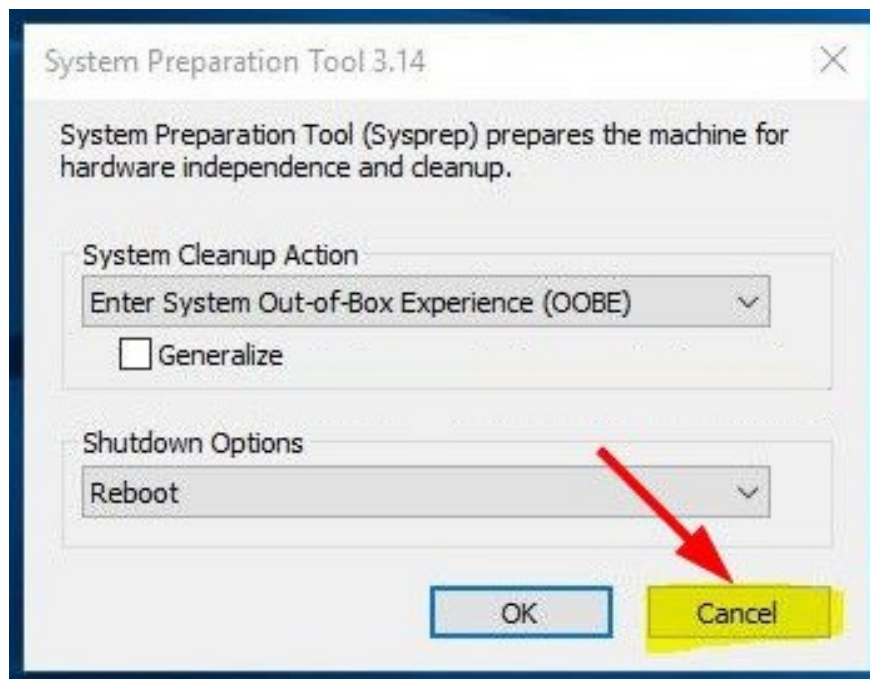 System Preparation Tool 3.14
System Preparation Tool (Sysprep) prepares the machine for
hardware independence and cleanup.
System Cleanup Action
Enter System Out-of-Box Experience (OOBE)
Generalize
Shutdown Options
Reboot
OK
Cancel